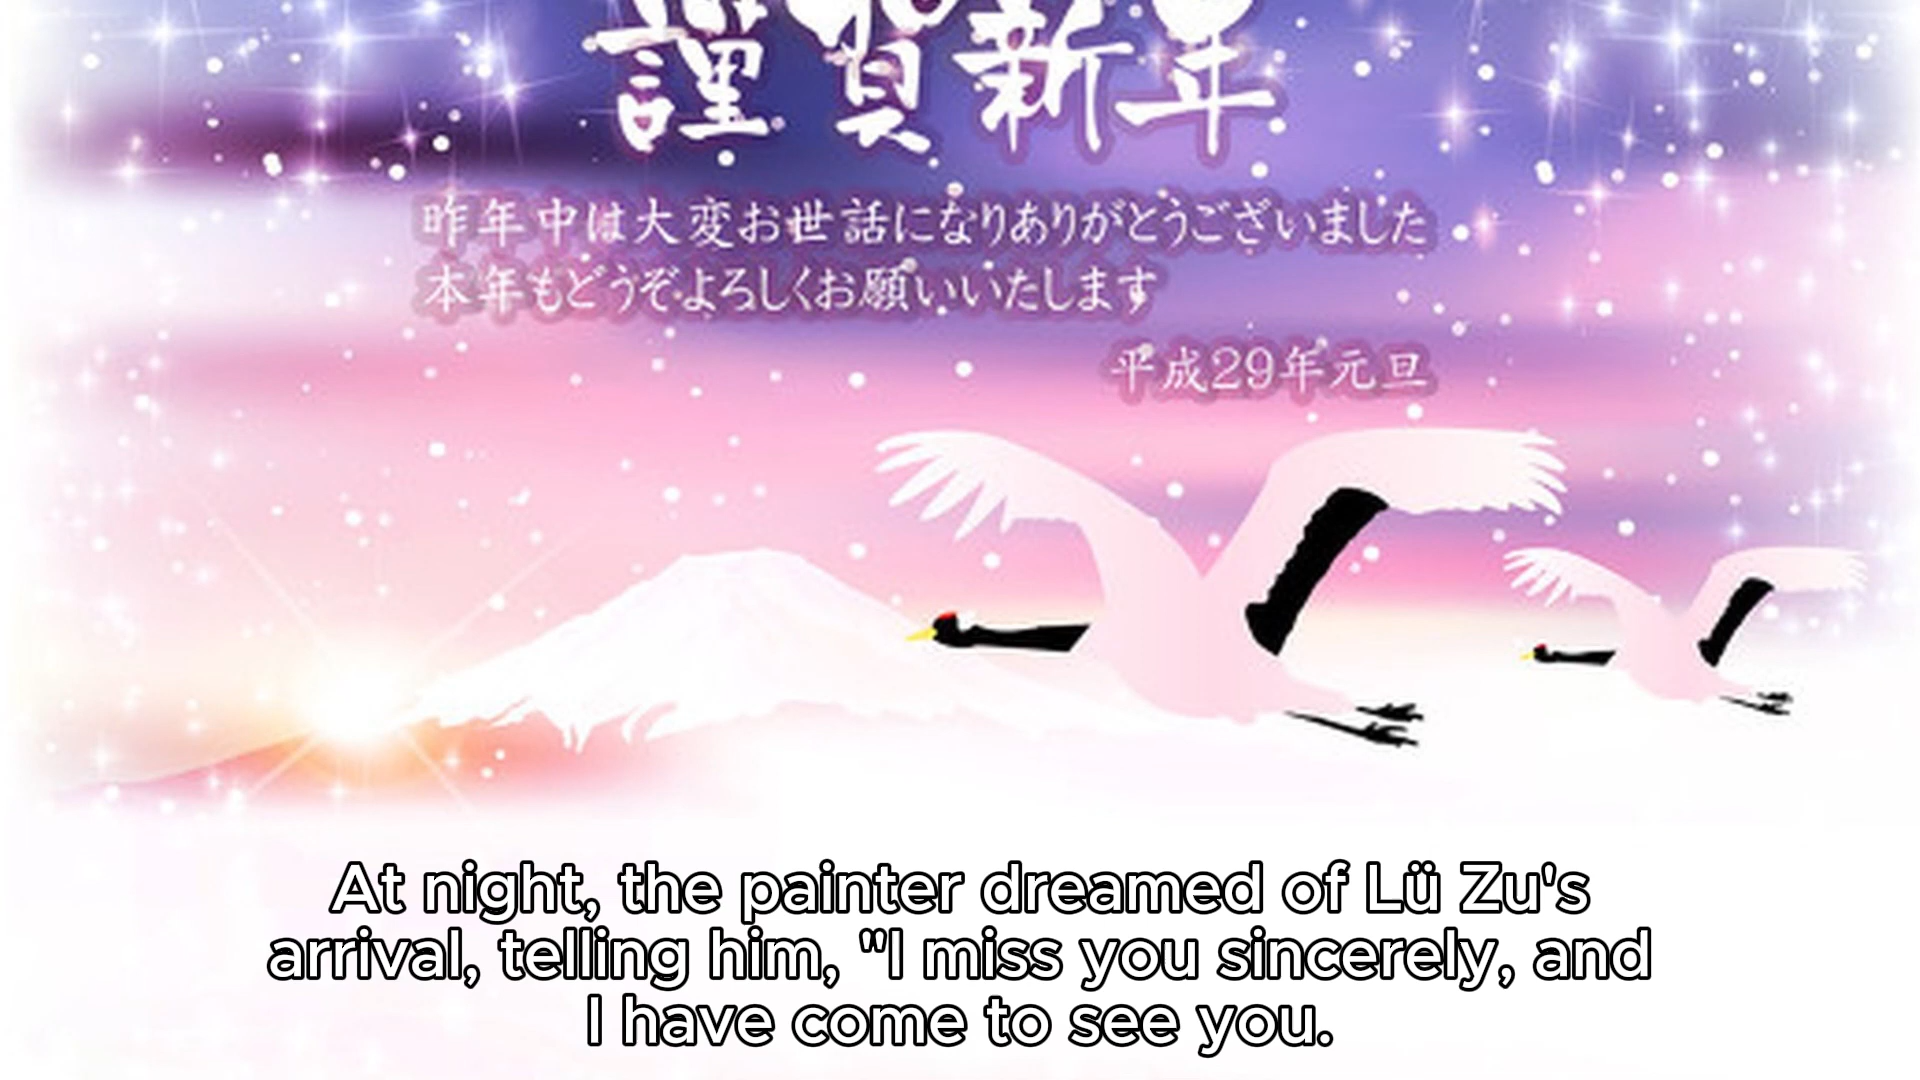 謹賀新年
昨年中は大変お世話になりありがとうございました
本年もどうぞよろしくお願いいたします
平成29年元旦
At night, the painter dreamed of Lü Zu's
arrival, telling him, "I miss you sincerely, and
I have come to see you.